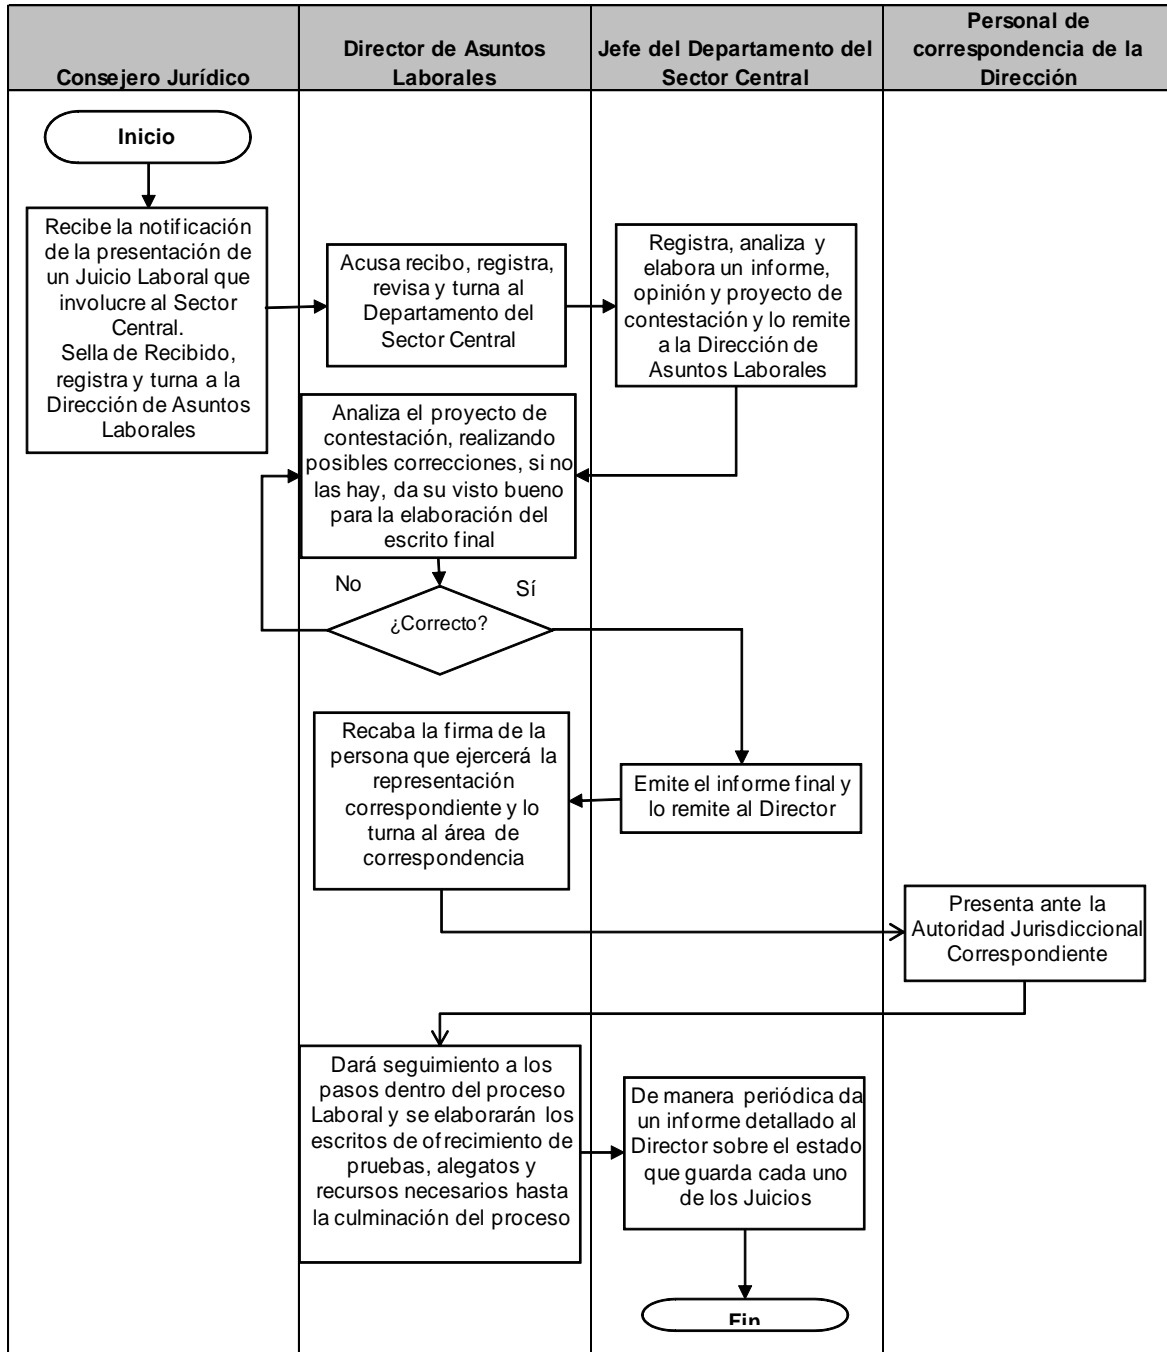 Consejero Jurídico
Director de Asuntos
Laborales
Jefe del Departamento del
Sector Central
Personal de
correspondencia de la
Dirección
Inicio
Recibe la notificación
de la presentación de
un Juicio Laboral que
involucre al Sector
Central.
Sella de Recibido,
registra y turna a la
Dirección de Asuntos
Laborales
Acusa recibo, registra,
revisa y turna al
Departamento del
Sector Central
Registra, analiza y
elabora un informe,
opinión y proyecto de
contestación y lo remite
a la Dirección de
Asuntos Laborales
Analiza el proyecto de
contestación, realizando
posibles correcciones, si no
las hay, da su visto bueno
para la elaboración del
escrito final
No
Sí
¿Correcto?
Emite el informe final y
lo remite al Director
Recaba la firma de la
persona que ejercerá la
representación
correspondiente y lo
turna al área de
correspondencia
Presenta ante la
Autoridad Jurisdiccional
Correspondiente
Dará seguimiento a los
pasos dentro del proceso
Laboral y se elaborarán los
escritos de ofrecimiento de
pruebas, alegatos y
recursos necesarios hasta
la culminación del proceso
De manera periódica da
un informe detallado al
Director sobre el estado
que guarda cada uno
de los Juicios
Fin